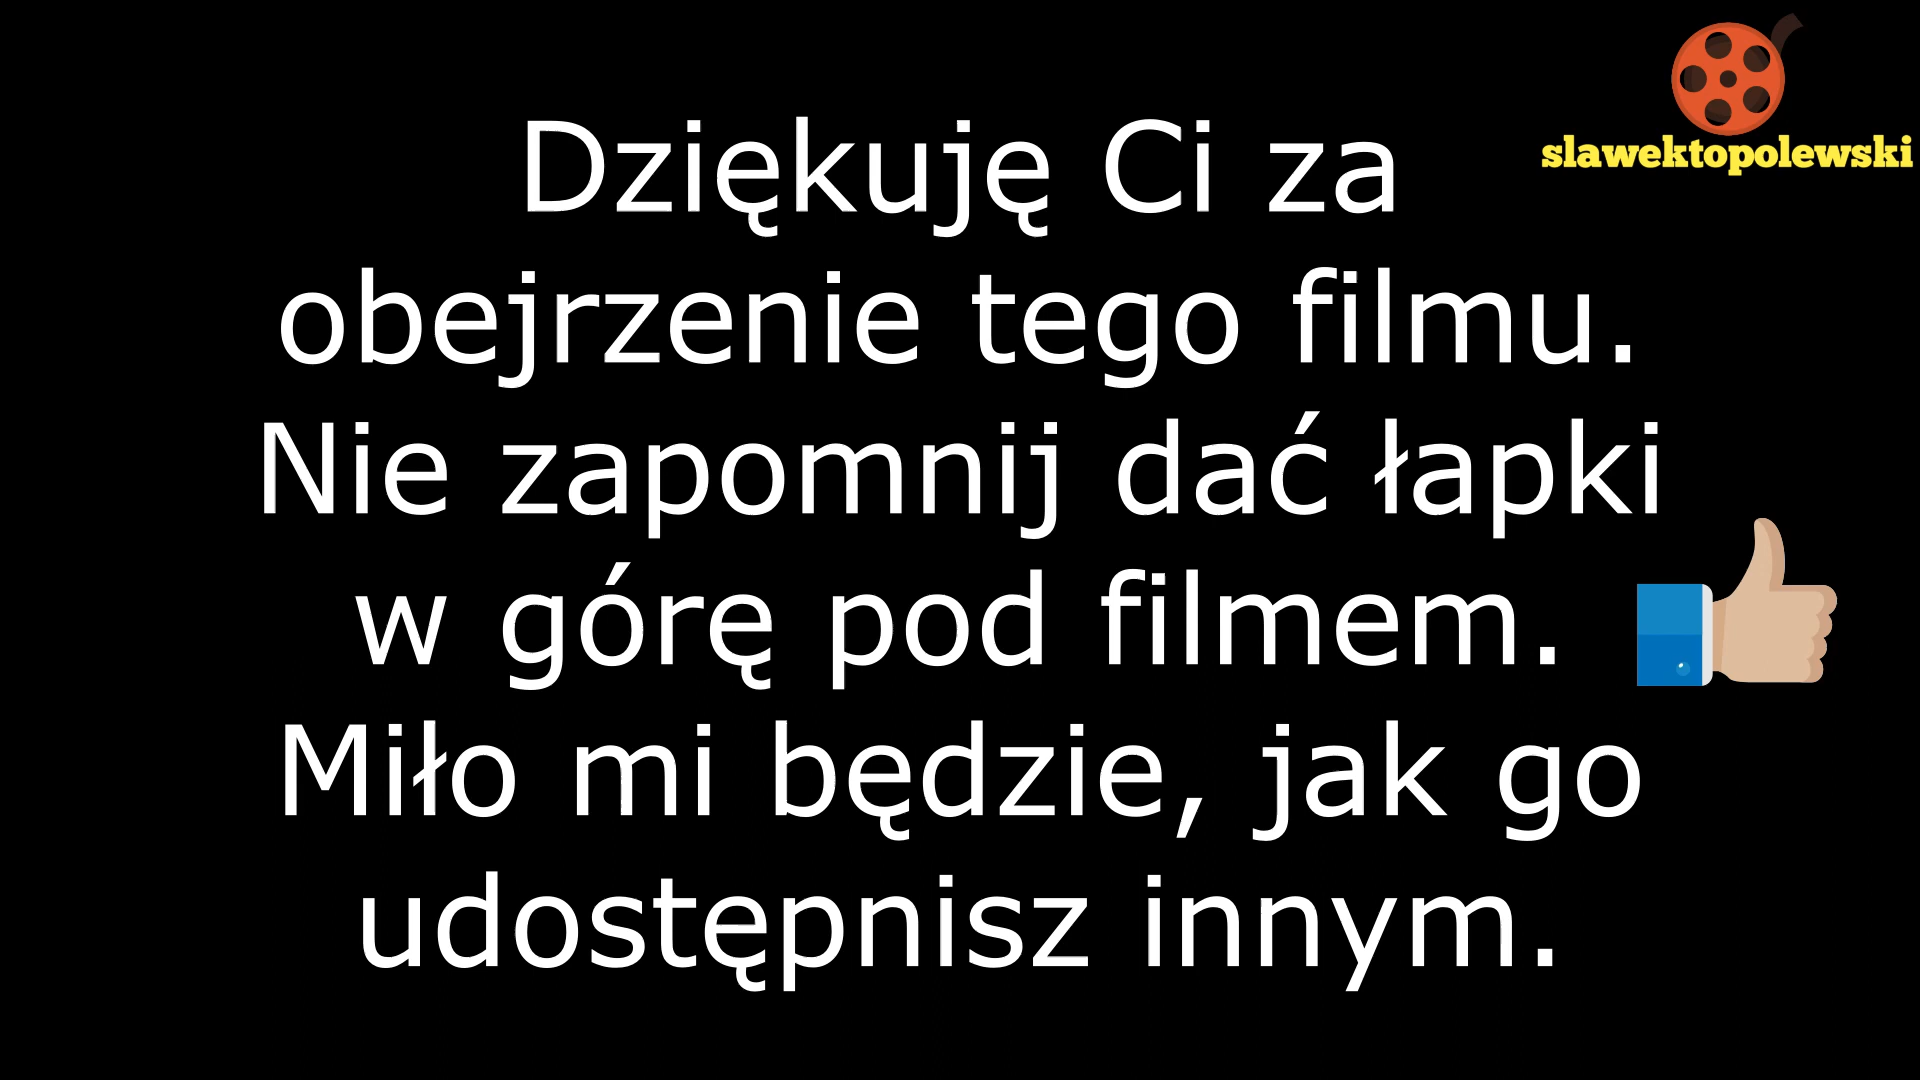 slawektopolewski
Dziękuję Ci za
obejrzenie tego filmu.
Nie zapomnij dać łapki
w górę pod filmem.
Miło mi będzie, jak go
udostępnisz innym.